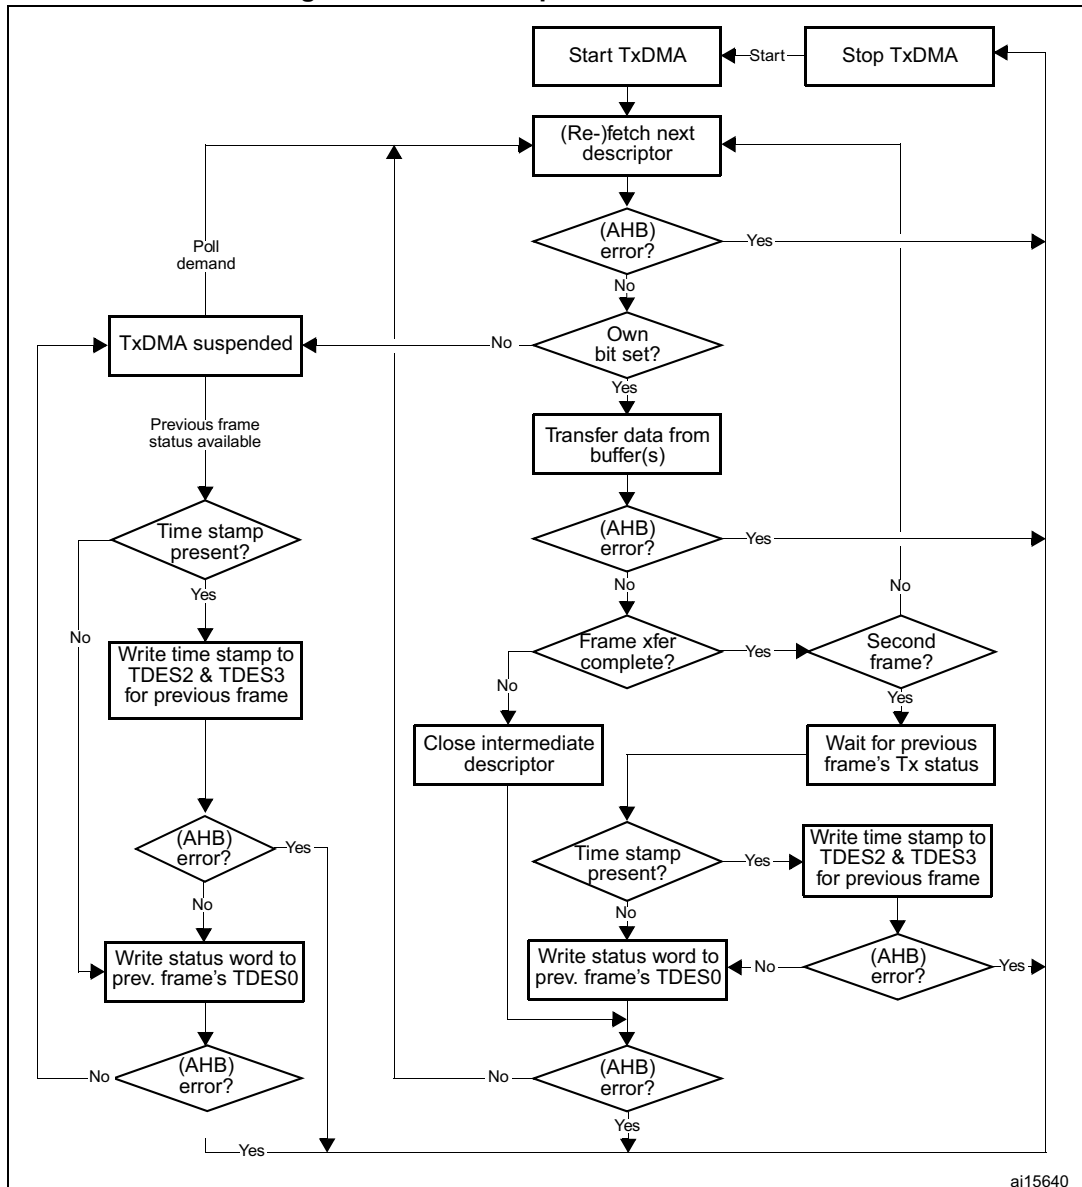 Start TxDMA
Start
Stop TxDMA
(Re-)fetch next
descriptor
(AHB)
error?
Yes
No
Poll
demand
TxDMA suspended
No
Own
bit set?
Yes
Previous frame
status available
Transfer data from
buffer(s)
Time stamp
present?
(AHB)
error?
Yes
Yes
No
No
No
Write time stamp to
TDES2 & TDES3
for previous frame
Frame xfer
complete?
Yes
Second
frame?
No
Yes
Close intermediate
descriptor
Wait for previous
frame's Tx status
(AHB)
error?
Yes
No
Time stamp
present?
Yes
Write time stamp to
TDES2 & TDES3
for previous frame
No
Write status word to
prev. frame's TDES0
Write status word to
prev. frame's TDES0
No
(AHB)
error?
Yes
No
(AHB)
error?
No
(AHB)
error?
Yes
Yes
ai15640